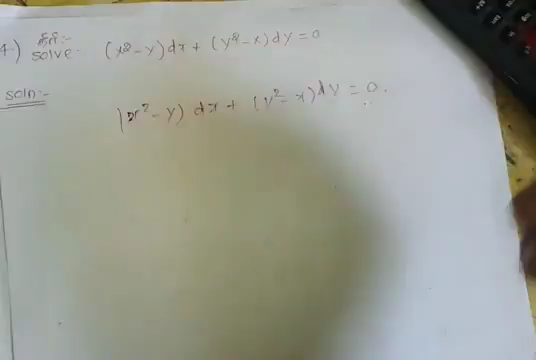 4) தீர்:-
solve. (x² - y) dx + (y² - x) dy = 0
soln:-
(x² - y) dx + (y² - x) dy = 0.